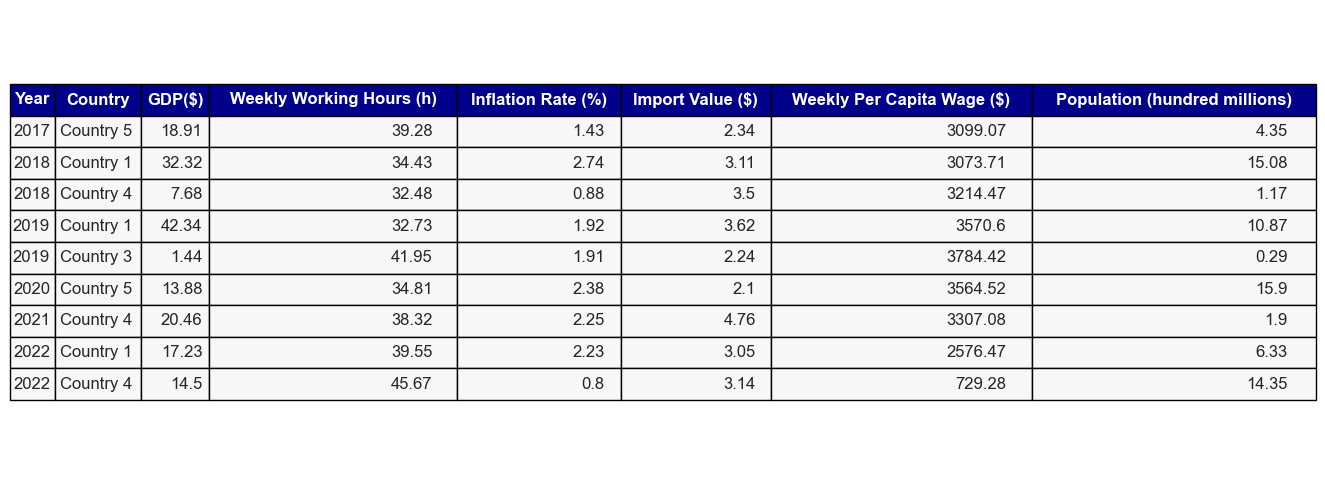 Year Country GDP($) Weekly Working Hours (h) Inflation Rate (%) Import Value ($) Weekly Per Capita Wage ($) Population (hundred millions)
2017 Country 5 18.91 39.28 1.43 2.34 3099.07 4.35
2018 Country 1 32.32 34.43 2.74 3.11 3073.71 15.08
2018 Country 4 7.68 32.48 0.88 3.5 3214.47 1.17
2019 Country 1 42.34 32.73 1.92 3.62 3570.6 10.87
2019 Country 3 1.44 41.95 1.91 2.24 3784.42 0.29
2020 Country 5 13.88 34.81 2.38 2.1 3564.52 15.9
2021 Country 4 20.46 38.32 2.25 4.76 3307.08 1.9
2022 Country 1 17.23 39.55 2.23 3.05 2576.47 6.33
2022 Country 4 14.5 45.67 0.8 3.14 729.28 14.35